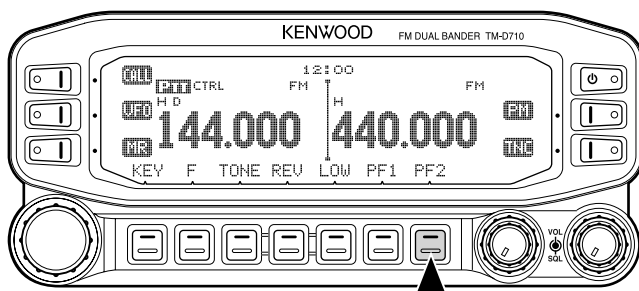 KENWOOD FM DUAL BANDER TM-D710
CALL 12:00
PTT CTRL FM FM
H D H
VFO 144.000 440.000 PM
MR TNC
KEY F TONE REV LOW PF1 PF2
VOL
SQL